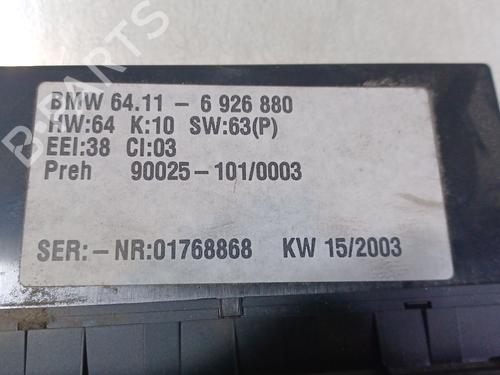 BMW 64.11 - 6 926 880
HW:64 K:10 SW:63(P)
EEI:38 CI:03
Preh 90025-101/0003
SER:-NR:01768868 KW 15/2003